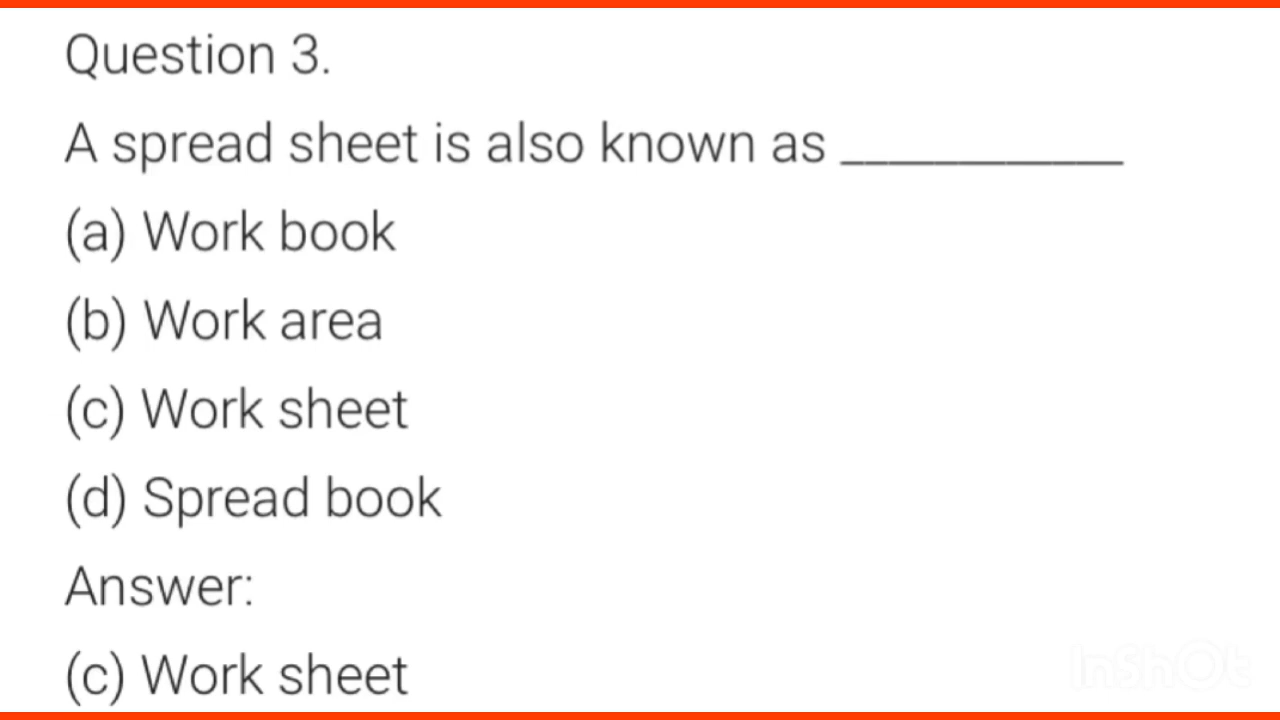 Question 3.
A spread sheet is also known as ___________
(a) Work book
(b) Work area
(c) Work sheet
(d) Spread book
Answer:
(c) Work sheet
InShOt